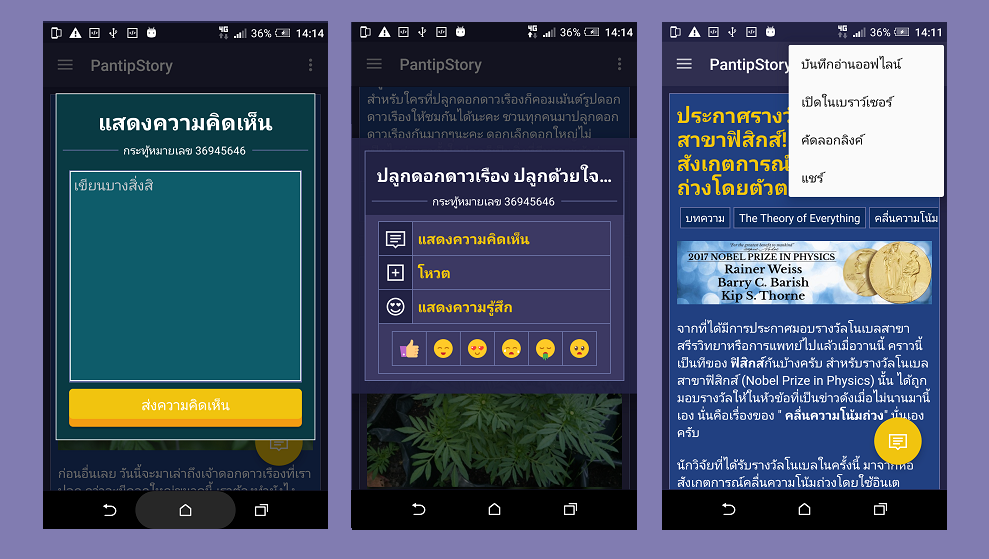 4G 36% 14:14
PantipStory
แสดงความคิดเห็น
กระทู้หมายเลข 36945646
เขียนบางสิ่งสิ
ส่งความคิดเห็น
ก่อนอื่นเลย วันนี้จะมาเล่าถึงเจ้าดอกดาวเรืองที่เรา
4G 36% 14:14
PantipStory
สำหรับใครที่ปลูกดอกดาวเรืองก็คอมเม้นต์รูปดอก
ดาวเรืองให้ชมกันได้นะคะ ชวนทุกคนมาปลูกดอก
ดาวเรืองกันมากๆนะคะ ดอกเล็กดอกใหญ่ไม่
ปลูกดอกดาวเรือง ปลูกด้วยใจ...
กระทู้หมายเลข 36945646
แสดงความคิดเห็น
โหวต
แสดงความรู้สึก
4G 36% 14:11
PantipStory
บันทึกอ่านออฟไลน์
เปิดในเบราว์เซอร์
คัดลอกลิงค์
แชร์
ประกาศรางวั
สาขาฟิสิกส์!
สังเกตการณ์
ถ่วงโดยตัวต
บทความ The Theory of Everything คลื่นความโน้ม
"For the greatest benefit to mankind"
2017 NOBEL PRIZE IN PHYSICS
Rainer Weiss
Barry C. Barish
Kip S. Thorne
จากที่ได้มีการประกาศมอบรางวัลโนเบลสาขา
สรีรวิทยาหรือการแพทย์ไปแล้วเมื่อวานนี้ คราวนี้
เป็นทีของ ฟิสิกส์กันบ้างครับ สำหรับรางวัลโนเบล
สาขาฟิสิกส์ (Nobel Prize in Physics) นั้น ได้ถูก
มอบรางวัลให้ในหัวข้อที่เป็นข่าวดังเมื่อไม่นานมานี้
เอง นั่นคือเรื่องของ " คลื่นความโน้มถ่วง" นั่นเอง
ครับ
นักวิจัยที่ได้รับรางวัลโนเบลในครั้งนี้ มาจากหอ
สังเกตการณ์คลื่นความโน้มถ่วงโดยใช้อินเต